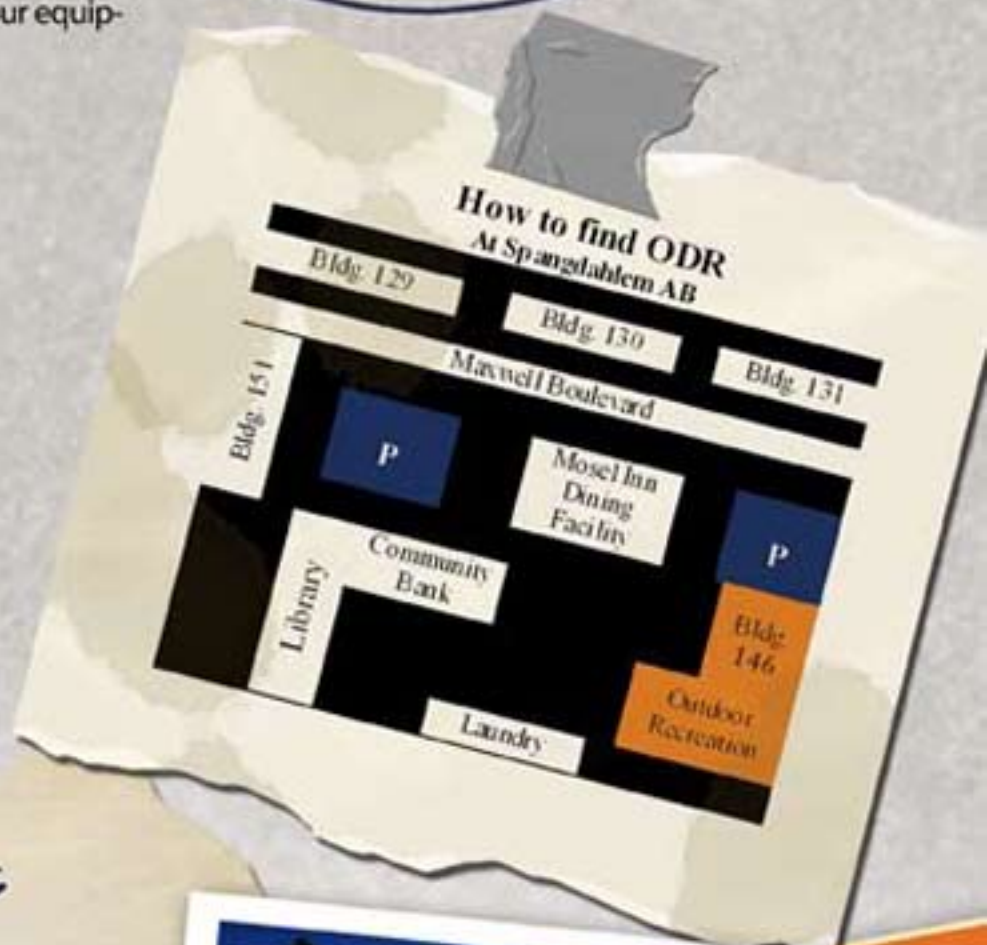 ur equip-
How to find ODR
At Spangdahlem AB
Bldg. 129
Bldg. 130
Bldg. 131
Maxwell Boulevard
Bldg. 151
P
Mosel Inn
Dining
Facility
P
Community
Bank
Library
Bldg.
146
Outdoor
Recreation
Laundry